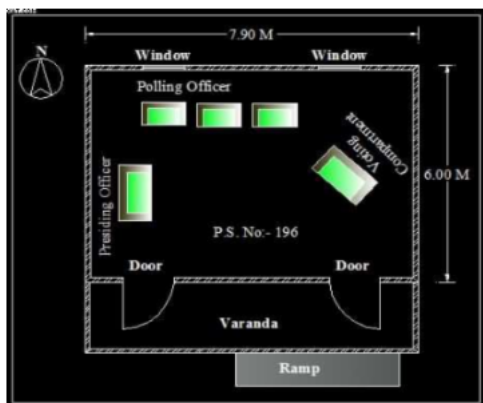 7.90 M
N
Window
Window
Polling Officer
Voting
Compartment
6.00 M
Presiding Officer
P.S. No:- 196
Door
Door
Varanda
Ramp